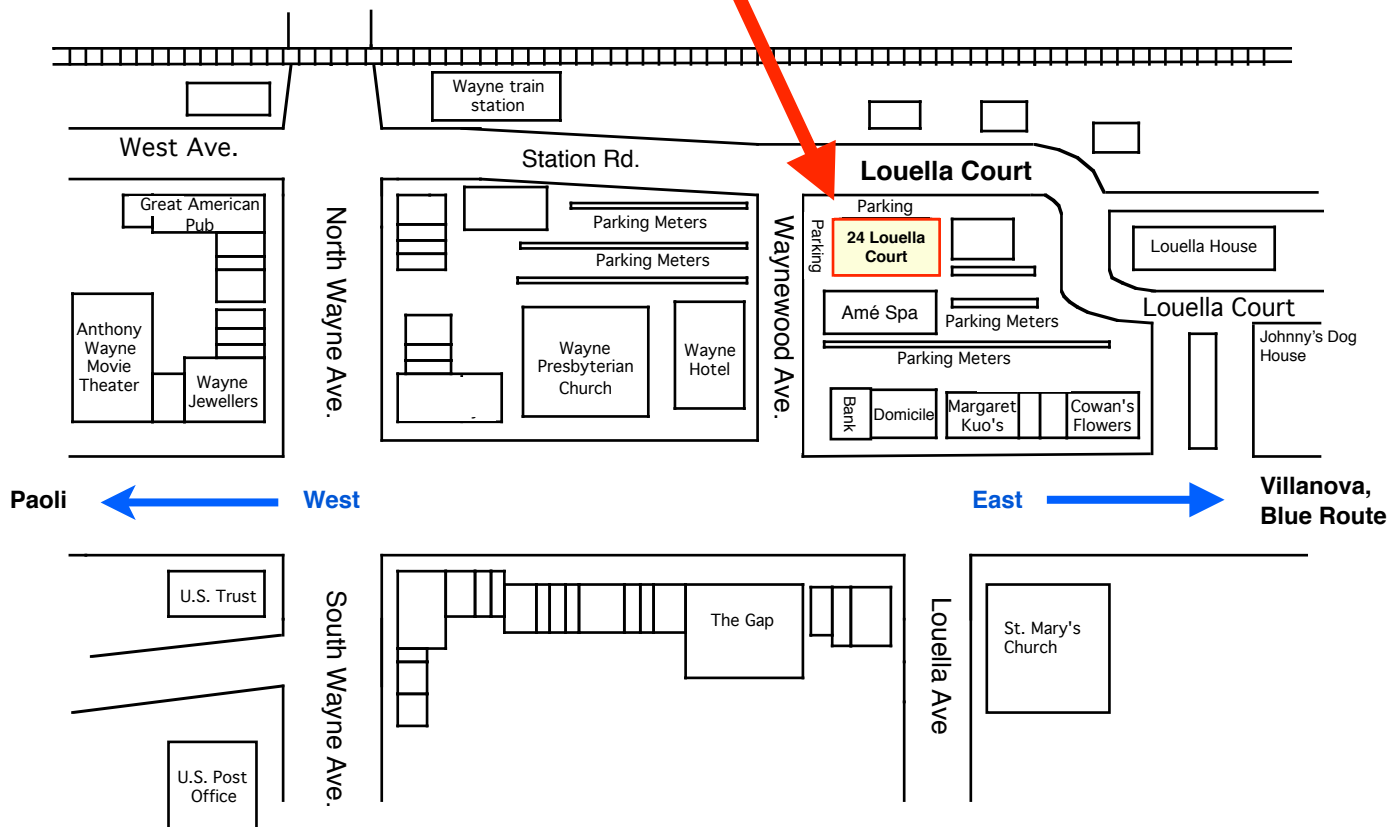 Wayne train
station
West Ave.
Station Rd.
Louella Court
Great American
Pub
North Wayne Ave.
Parking Meters
Parking Meters
Waynewood Ave.
Parking
Parking
24 Louella
Court
Louella House
Louella Court
Anthony
Wayne
Movie
Theater
Wayne
Jewellers
Wayne
Presbyterian
Church
Wayne
Hotel
Amé Spa
Parking Meters
Parking Meters
Johnny's Dog
House
Bank
Domicile
Margaret
Kuo's
Cowan's
Flowers
Paoli
West
East
Villanova,
Blue Route
U.S. Trust
South Wayne Ave.
The Gap
Louella Ave
St. Mary's
Church
U.S. Post
Office